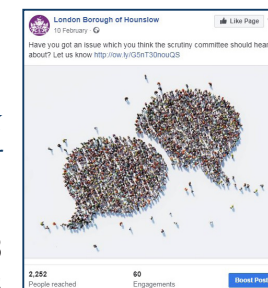 London Borough of Hounslow
Like Page
10 February
Have you got an issue which you think the scrutiny committee should hear
about? Let us know http://ow.ly/G5nT30nouQS
2,252
60
People reached
Engagements
Boost Post